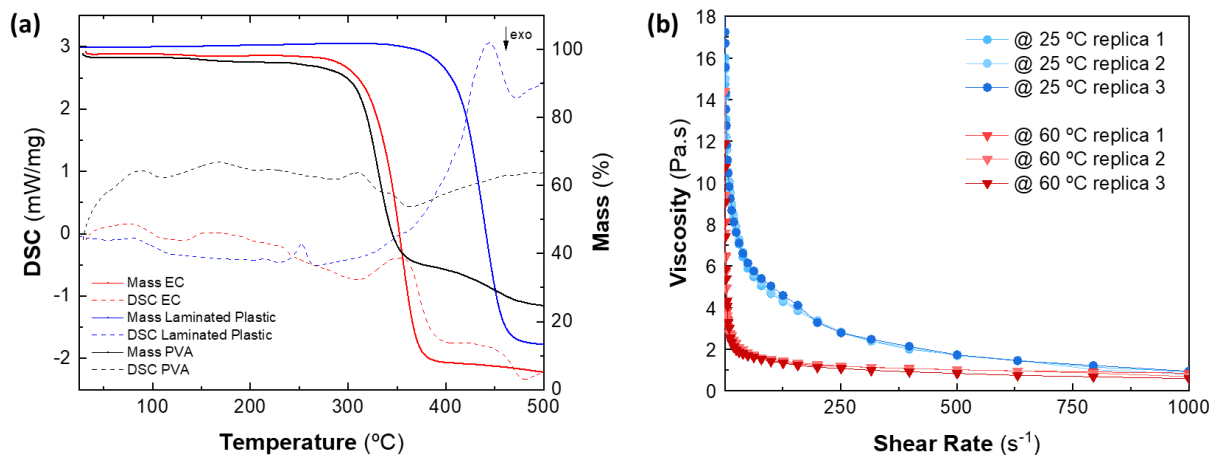 (a)
exo
3
2
1
0
-1
-2
DSC (mW/mg)
100
80
60
40
20
0
Mass (%)
Mass EC
DSC EC
Mass Laminated Plastic
DSC Laminated Plastic
Mass PVA
DSC PVA
100 200 300 400 500
Temperature (ºC)
(b)
18
16
14
12
10
8
6
4
2
0
Viscosity (Pa.s)
@ 25 ºC replica 1
@ 25 ºC replica 2
@ 25 ºC replica 3
@ 60 ºC replica 1
@ 60 ºC replica 2
@ 60 ºC replica 3
250 500 750 1000
Shear Rate (s⁻¹)